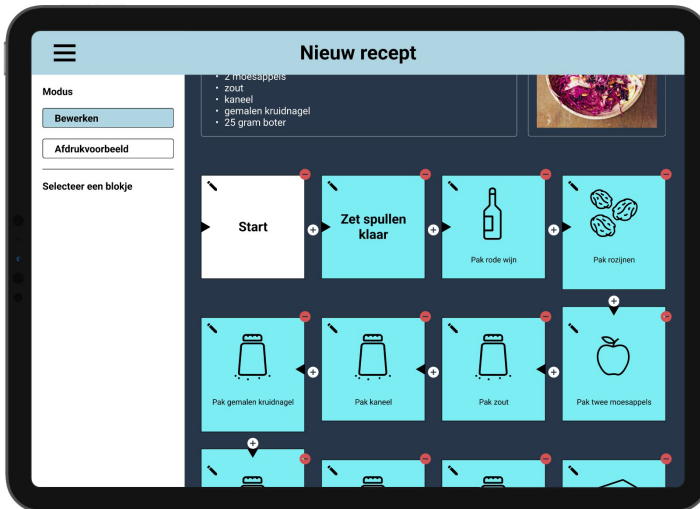 Nieuw recept
Modus
Bewerken
Afdrukvoorbeeld
Selecteer een blokje
• 2 moesappels
• zout
• kaneel
• gemalen kruidnagel
• 25 gram boter
Start
Zet spullen
klaar
Pak rode wijn
Pak rozijnen
Pak gemalen kruidnagel
Pak kaneel
Pak zout
Pak twee moesappels